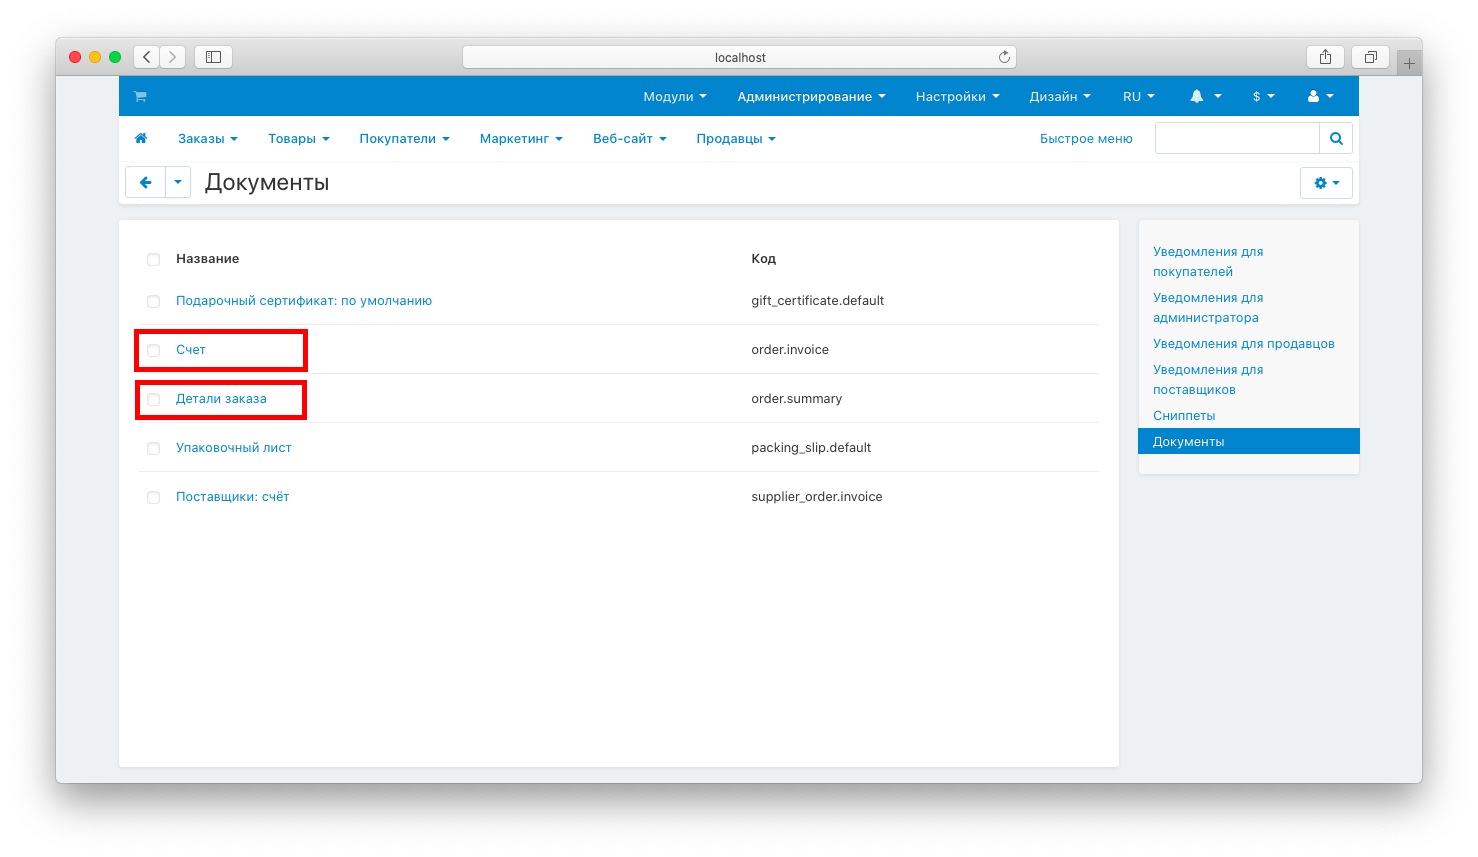 localhost
Модули Администрирование Настройки Дизайн RU $
Заказы Товары Покупатели Маркетинг Веб-сайт Продавцы Быстрое меню
Документы
Название Код
Подарочный сертификат: по умолчанию gift_certificate.default
Счет order.invoice
Детали заказа order.summary
Упаковочный лист packing_slip.default
Поставщики: счёт supplier_order.invoice
Уведомления для
покупателей
Уведомления для
администратора
Уведомления для продавцов
Уведомления для
поставщиков
Сниппеты
Документы